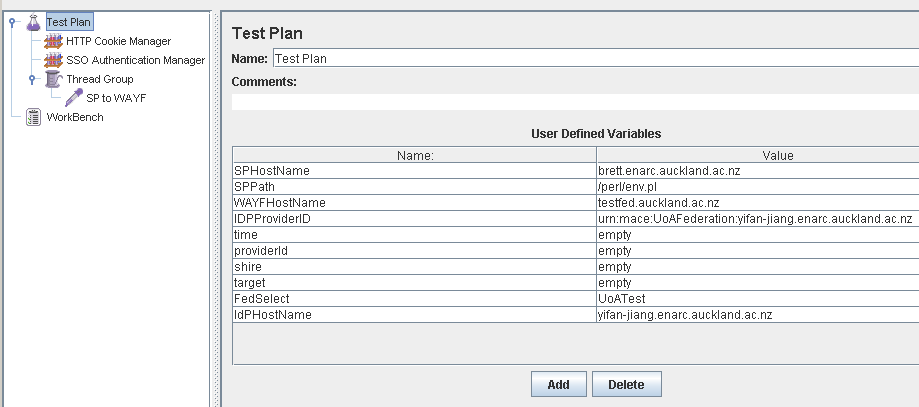 Test Plan
HTTP Cookie Manager
SSO Authentication Manager
Thread Group
SP to WAYF
WorkBench
Test Plan
Name: Test Plan
Comments:
User Defined Variables
Name: Value
SPHostName brett.enarc.auckland.ac.nz
SPPath /perl/env.pl
WAYFHostName testfed.auckland.ac.nz
IDPProviderID urn:mace:UoAFederation:yifan-jiang.enarc.auckland.ac.nz
time empty
providerId empty
shire empty
target empty
FedSelect UoATest
IdPHostName yifan-jiang.enarc.auckland.ac.nz
Add Delete